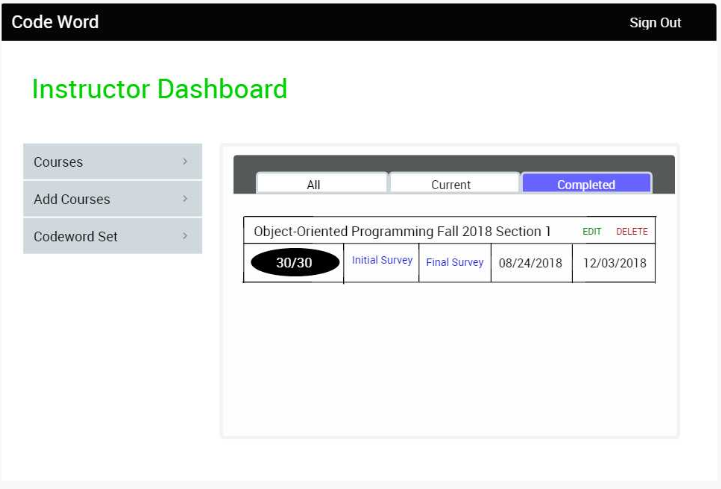 Code Word Sign Out
Instructor Dashboard
Courses
Add Courses
Codeword Set
All Current Completed
Object-Oriented Programming Fall 2018 Section 1 EDIT DELETE
30/30 Initial Survey Final Survey 08/24/2018 12/03/2018